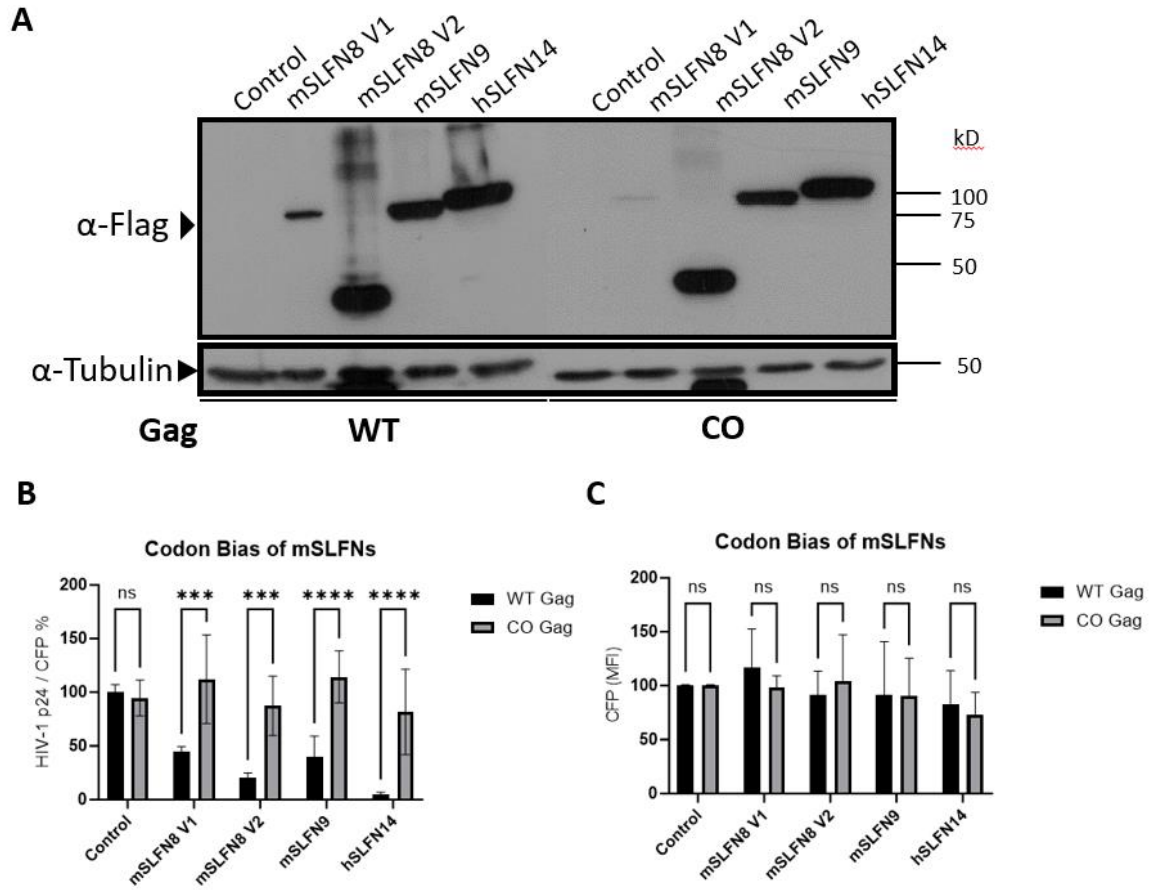 A
Control
mSLFN8 V1
mSLFN8 V2
mSLFN9
hSLFN14
Control
mSLFN8 V1
mSLFN8 V2
mSLFN9
hSLFN14
kD
100
75
50
α-Flag
α-Tubulin
50
Gag WT CO
B
Codon Bias of mSLFNs
HIV-1 p24 / CFP %
200
150
100
50
0
ns *** *** **** ****
WT Gag
CO Gag
Control
mSLFN8 V1
mSLFN8 V2
mSLFN9
hSLFN14
C
Codon Bias of mSLFNs
CFP (MFI)
200
150
100
50
0
ns ns ns ns ns
WT Gag
CO Gag
Control
mSLFN8 V1
mSLFN8 V2
mSLFN9
hSLFN14